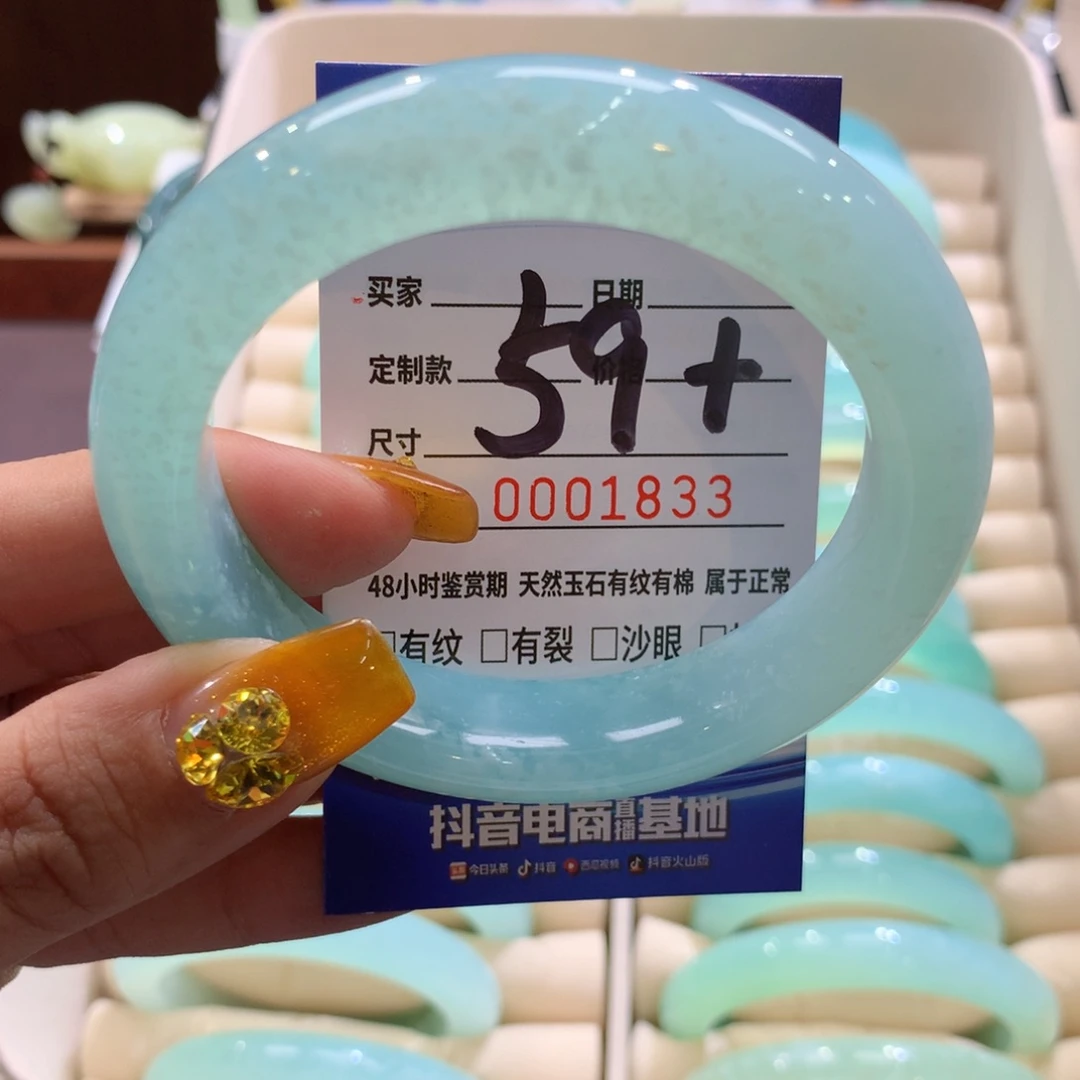 买家 日期
59+
定制款 价格
尺寸
0001833
48小时鉴赏期 天然玉石有纹有棉 属于正常
□有纹 □有裂 □沙眼
抖音电商直播基地
今日头条 抖音 西瓜视频 抖音火山版